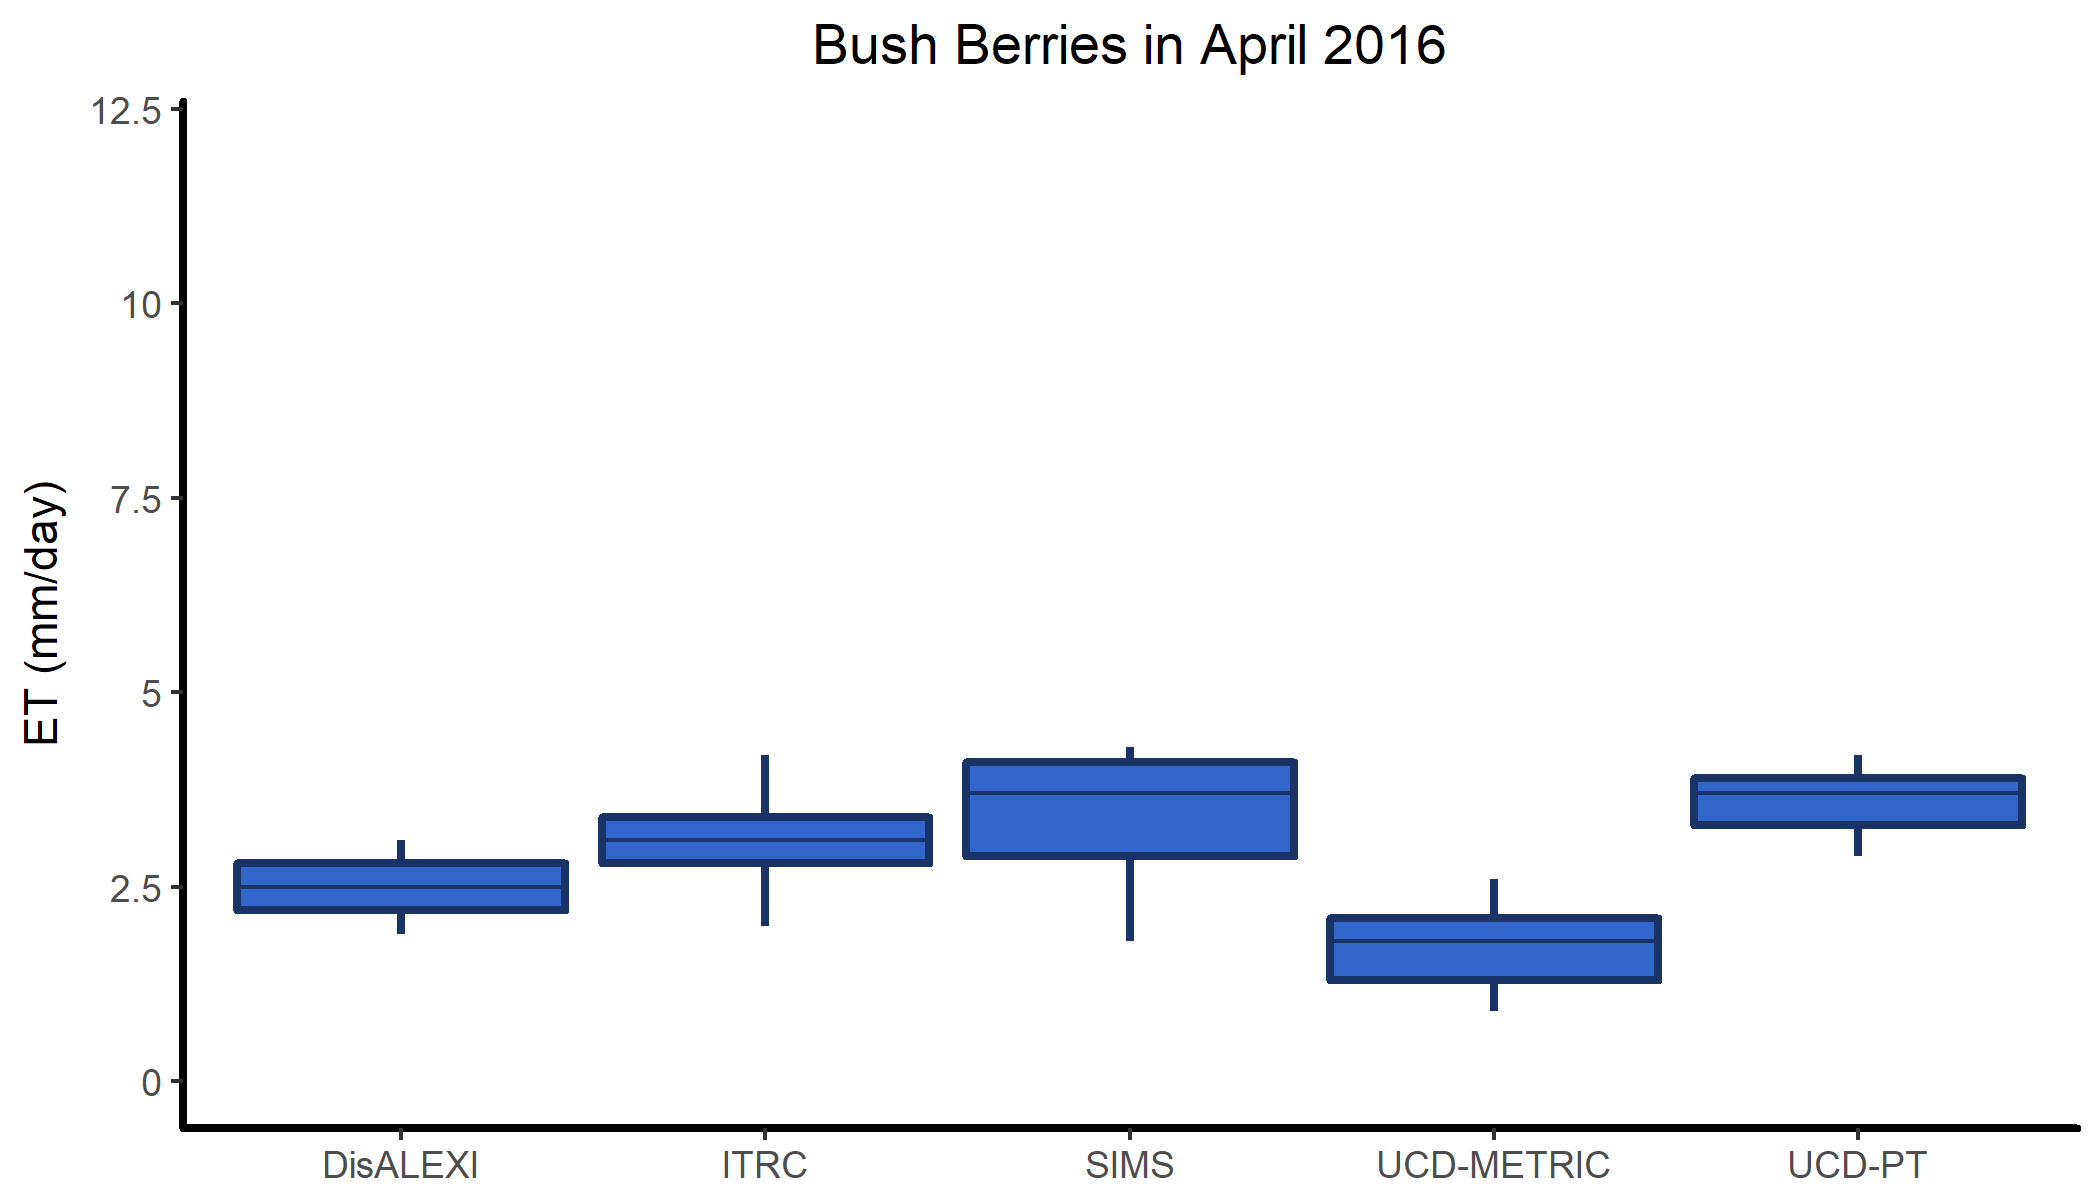 Bush Berries in April 2016
12.5
10
7.5
5
2.5
0
ET (mm/day)
DisALEXI ITRC SIMS UCD-METRIC UCD-PT